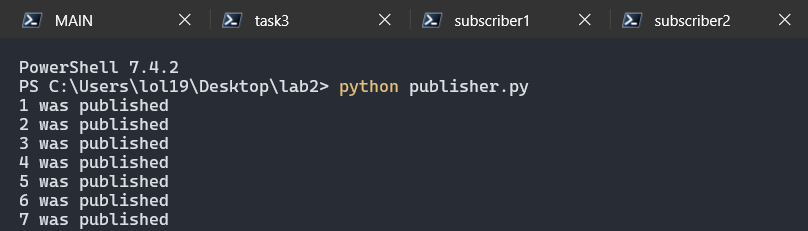 MAIN task3 subscriber1 subscriber2
PowerShell 7.4.2
PS C:\Users\lol19\Desktop\lab2> python publisher.py
1 was published
2 was published
3 was published
4 was published
5 was published
6 was published
7 was published